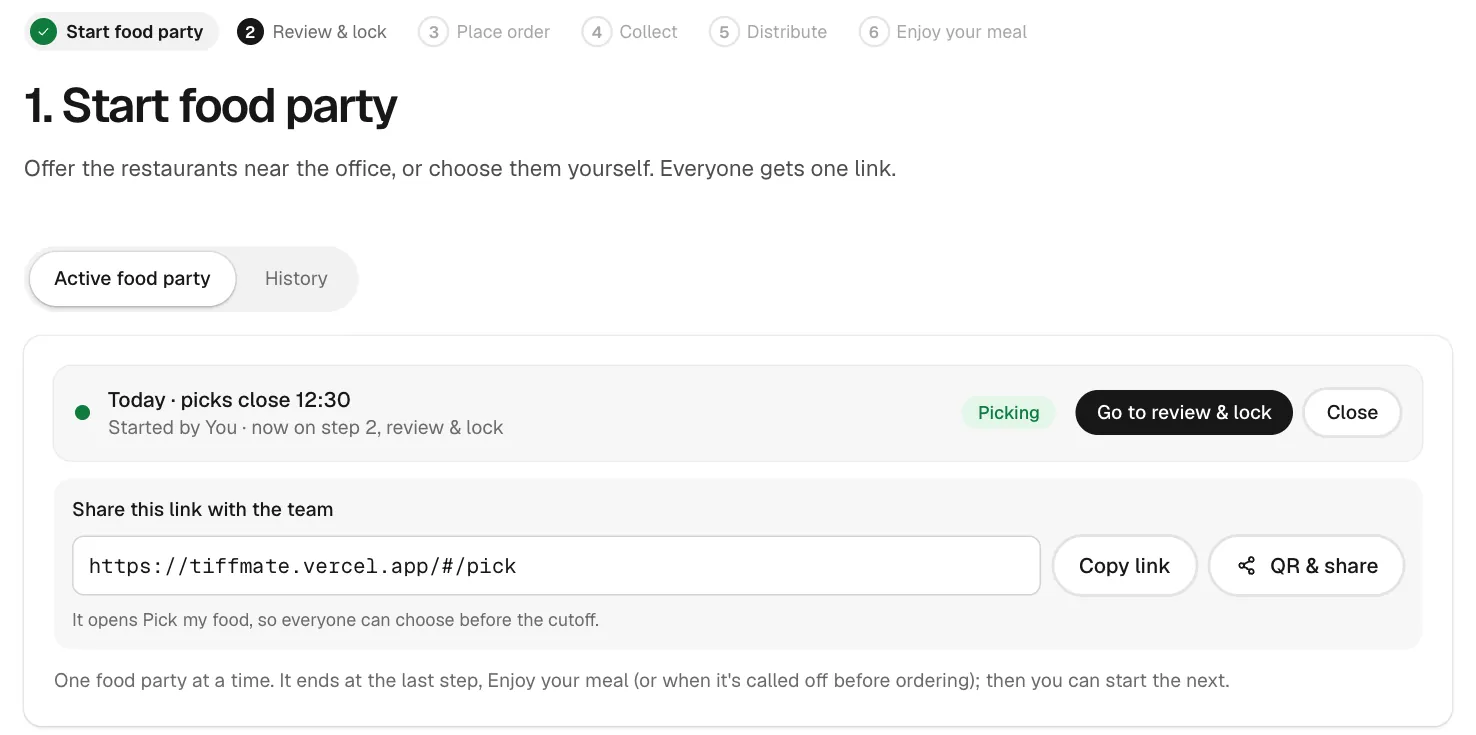 Start food party
2 Review & lock
3 Place order
4 Collect
5 Distribute
6 Enjoy your meal
1. Start food party
Offer the restaurants near the office, or choose them yourself. Everyone gets one link.
Active food party
History
Today · picks close 12:30
Started by You · now on step 2, review & lock
Picking
Go to review & lock
Close
Share this link with the team
https://tiffmate.vercel.app/#/pick
Copy link
QR & share
It opens Pick my food, so everyone can choose before the cutoff.
One food party at a time. It ends at the last step, Enjoy your meal (or when it's called off before ordering); then you can start the next.